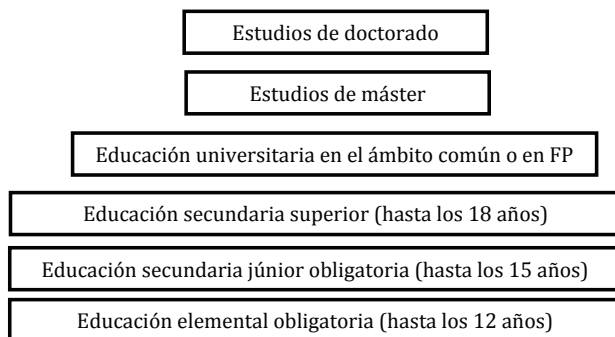 Estudios de doctorado
Estudios de máster
Educación universitaria en el ámbito común o en FP
Educación secundaria superior (hasta los 18 años)
Educación secundaria júnior obligatoria (hasta los 15 años)
Educación elemental obligatoria (hasta los 12 años)